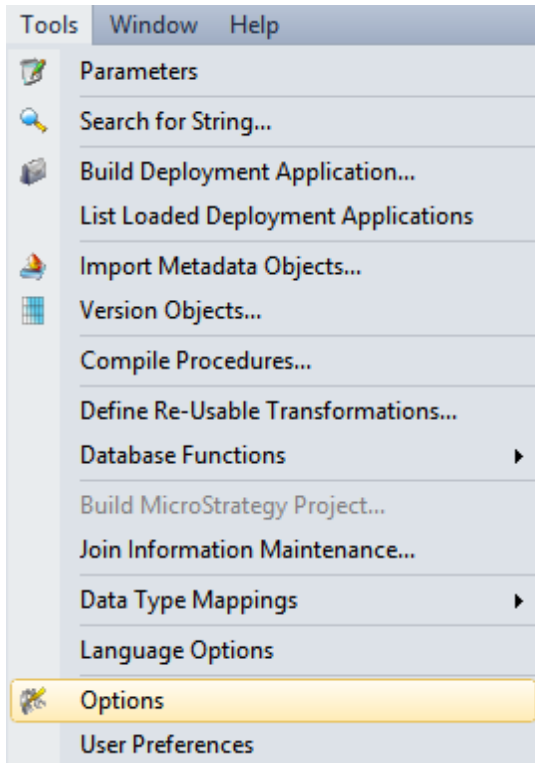 Tools Window Help
Parameters
Search for String...
Build Deployment Application...
List Loaded Deployment Applications
Import Metadata Objects...
Version Objects...
Compile Procedures...
Define Re-Usable Transformations...
Database Functions
Build MicroStrategy Project...
Join Information Maintenance...
Data Type Mappings
Language Options
Options
User Preferences